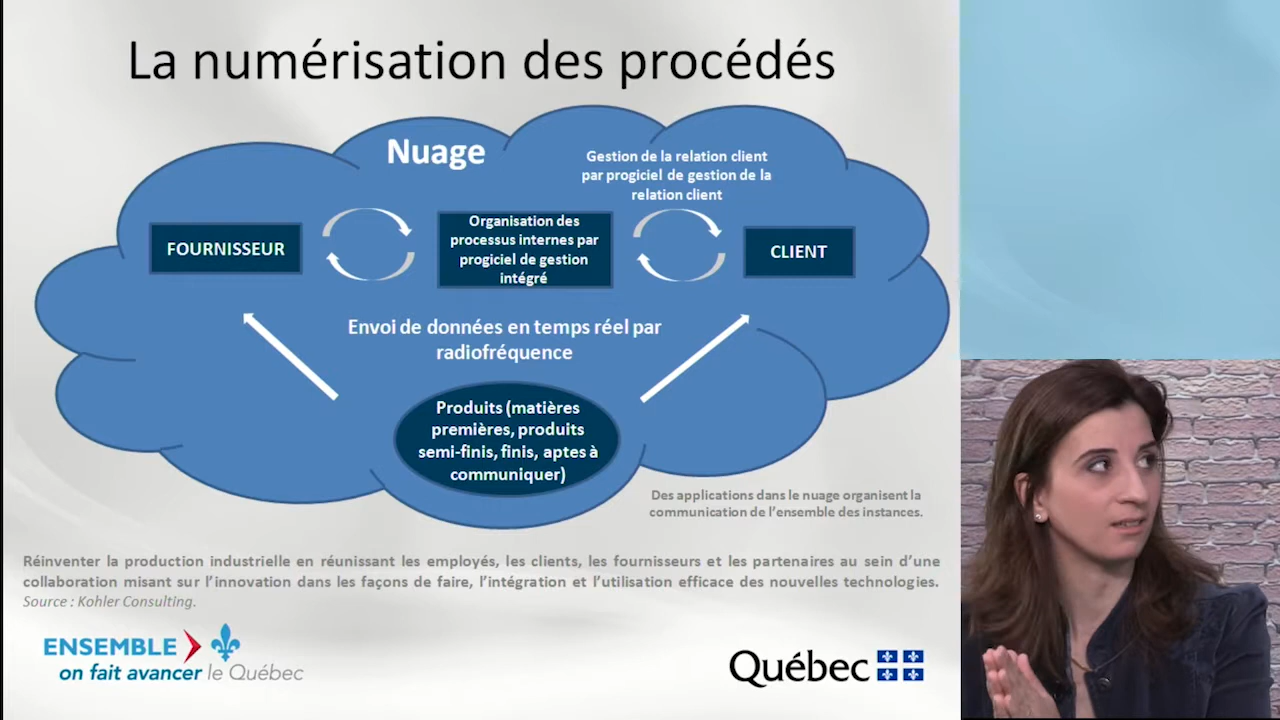 La numérisation des procédés
Nuage
Gestion de la relation client
par progiciel de gestion de la
relation client
FOURNISSEUR
Organisation des
processus internes par
progiciel de gestion
intégré
CLIENT
Envoi de données en temps réel par
radiofréquence
Produits (matières
premières, produits
semi-finis, finis, aptes à
communiquer)
Des applications dans le nuage organisent la
communication de l'ensemble des instances.
Réinventer la production industrielle en réunissant les employés, les clients, les fournisseurs et les partenaires au sein d'une
collaboration misant sur l'innovation dans les façons de faire, l'intégration et l'utilisation efficace des nouvelles technologies.
Source : Kohler Consulting.
ENSEMBLE
on fait avancer le Québec
Québec